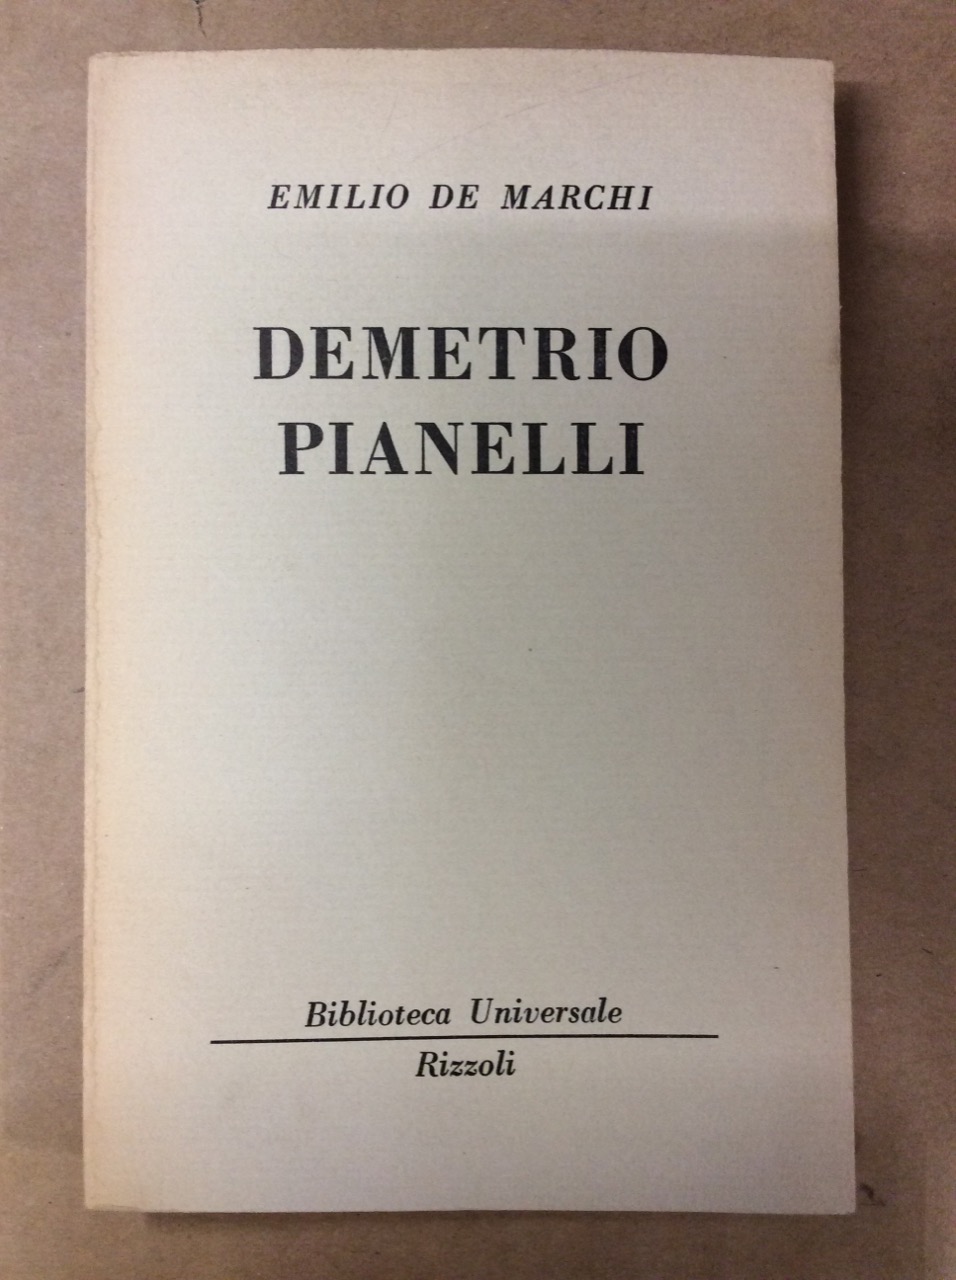 EMILIO DE MARCHI
DEMETRIO
PIANELLI
Biblioteca Universale
Rizzoli